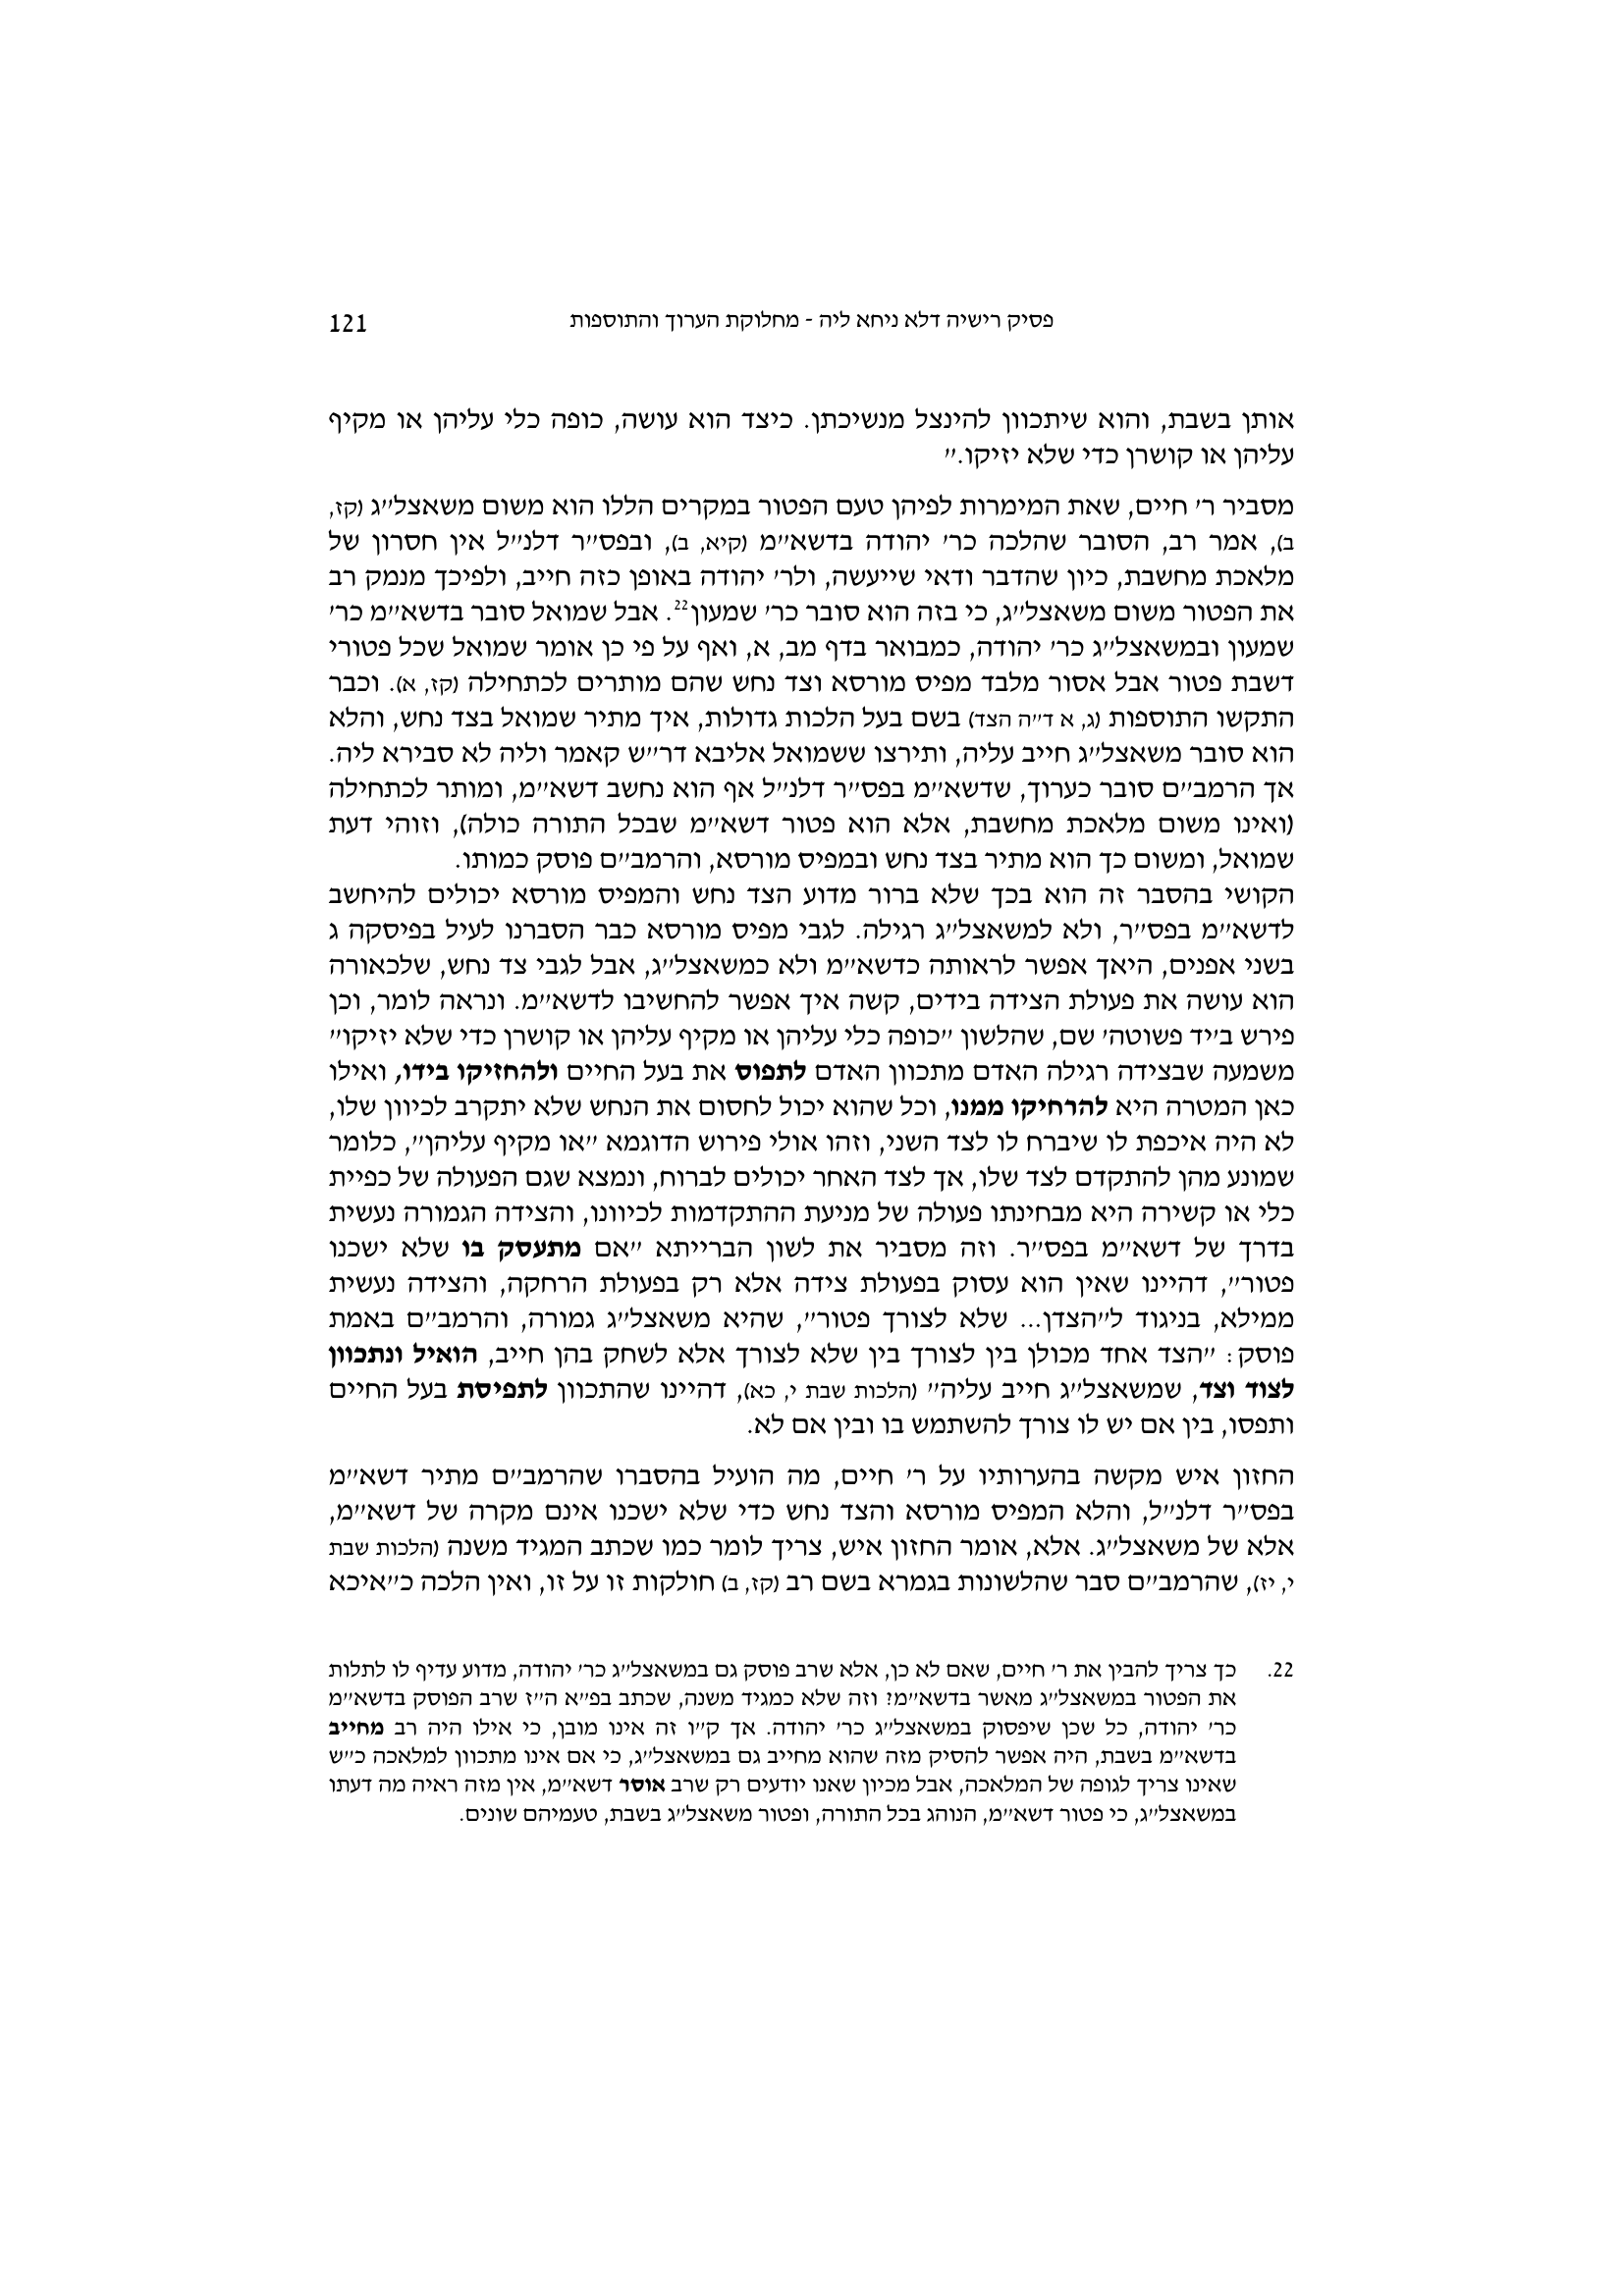 פסיק רישיה דלא ניחא ליה - מחלוקת הערוך והתוספות
121
אותן בשבת, והוא שיתכוון להינצל מנשיכתן. כיצד הוא עושה, כופה כלי עליהן או מקיף
עליהן או קושרן כדי שלא יזיקו."
מסביר ר' חיים, שאת המימרות לפיהן טעם הפטור במקרים הללו הוא משום משאצל"ג (קז,
ב), אמר רב, הסובר שהלכה כר' יהודה בדשא"מ (קיא, ב), ובפס"ר דלנ"ל אין חסרון של
מלאכת מחשבת, כיון שהדבר ודאי שייעשה, ולר' יהודה באופן כזה חייב, ולפיכך מנמק רב
את הפטור משום משאצל"ג, כי בזה הוא סובר כר' שמעון22. אבל שמואל סובר בדשא"מ כר'
שמעון ובמשאצל"ג כר' יהודה, כמבואר בדף מב, א, ואף על פי כן אומר שמואל שכל פטורי
דשבת פטור אבל אסור מלבד מפיס מורסא וצד נחש שהם מותרים לכתחילה (קז, א). וכבר
התקשו התוספות (ג, א ד"ה הצד) בשם בעל הלכות גדולות, איך מתיר שמואל בצד נחש, והלא
הוא סובר משאצל"ג חייב עליה, ותירצו ששמואל אליבא דר"ש קאמר וליה לא סבירא ליה.
אך הרמב"ם סובר כערוך, שדשא"מ בפס"ר דלנ"ל אף הוא נחשב דשא"מ, ומותר לכתחילה
(ואינו משום מלאכת מחשבת, אלא הוא פטור דשא"מ שבכל התורה כולה), וזוהי דעת
שמואל, ומשום כך הוא מתיר בצד נחש ובמפיס מורסא, והרמב"ם פוסק כמותו.
הקושי בהסבר זה הוא בכך שלא ברור מדוע הצד נחש והמפיס מורסא יכולים להיחשב
לדשא"מ בפס"ר, ולא למשאצל"ג רגילה. לגבי מפיס מורסא כבר הסברנו לעיל בפיסקה ג
בשני אפנים, היאך אפשר לראותה כדשא"מ ולא כמשאצל"ג, אבל לגבי צד נחש, שלכאורה
הוא עושה את פעולת הצידה בידים, קשה איך אפשר להחשיבו לדשא"מ. ונראה לומר, וכן
פירש ב'יד פשוטה' שם, שהלשון "כופה כלי עליהן או מקיף עליהן או קושרן כדי שלא יזיקו"
משמעה שבצידה רגילה האדם מתכוון האדם לתפוס את בעל החיים ולהחזיקו בידו, ואילו
כאן המטרה היא להרחיקו ממנו, וכל שהוא יכול לחסום את הנחש שלא יתקרב לכיוון שלו,
לא היה איכפת לו שיברח לו לצד השני, וזהו אולי פירוש הדוגמא "או מקיף עליהן", כלומר
שמונע מהן להתקדם לצד שלו, אך לצד האחר יכולים לברוח, ונמצא שגם הפעולה של כפיית
כלי או קשירה היא מבחינתו פעולה של מניעת ההתקדמות לכיוונו, והצידה הגמורה נעשית
בדרך של דשא"מ בפס"ר. וזה מסביר את לשון הברייתא "אם מתעסק בו שלא ישכנו
פטור", דהיינו שאין הוא עסוק בפעולת צידה אלא רק בפעולת הרחקה, והצידה נעשית
ממילא, בניגוד ל"הצדן... שלא לצורך פטור", שהיא משאצל"ג גמורה, והרמב"ם באמת
פוסק: "הצד אחד מכולן בין לצורך בין שלא לצורך אלא לשחק בהן חייב, הואיל ונתכוון
לצוד וצד, שמשאצל"ג חייב עליה" (הלכות שבת י, כא), דהיינו שהתכוון לתפיסת בעל החיים
ותפסו, בין אם יש לו צורך להשתמש בו ובין אם לא.
החזון איש מקשה בהערותיו על ר' חיים, מה הועיל בהסברו שהרמב"ם מתיר דשא"מ
בפס"ר דלנ"ל, והלא המפיס מורסא והצד נחש כדי שלא ישכנו אינם מקרה של דשא"מ,
אלא של משאצל"ג. אלא, אומר החזון איש, צריך לומר כמו שכתב המגיד משנה (הלכות שבת
י, יז), שהרמב"ם סבר שהלשונות בגמרא בשם רב (קז, ב) חולקות זו על זו, ואין הלכה כ"איכא
22. כך צריך להבין את ר' חיים, שאם לא כן, אלא שרב פוסק גם במשאצל"ג כר' יהודה, מדוע עדיף לו לתלות
את הפטור במשאצל"ג מאשר בדשא"מ? וזה שלא כמגיד משנה, שכתב בפ"א ה"ז שרב הפוסק בדשא"מ
כר' יהודה, כל שכן שיפסוק במשאצל"ג כר' יהודה. אך ק"ו זה אינו מובן, כי אילו היה רב מחייב
בדשא"מ בשבת, היה אפשר להסיק מזה שהוא מחייב גם במשאצל"ג, כי אם אינו מתכוון למלאכה כ"ש
שאינו צריך לגופה של המלאכה, אבל מכיון שאנו יודעים רק שרב אוסר דשא"מ, אין מזה ראיה מה דעתו
במשאצל"ג, כי פטור דשא"מ, הנוהג בכל התורה, ופטור משאצל"ג בשבת, טעמיהם שונים.